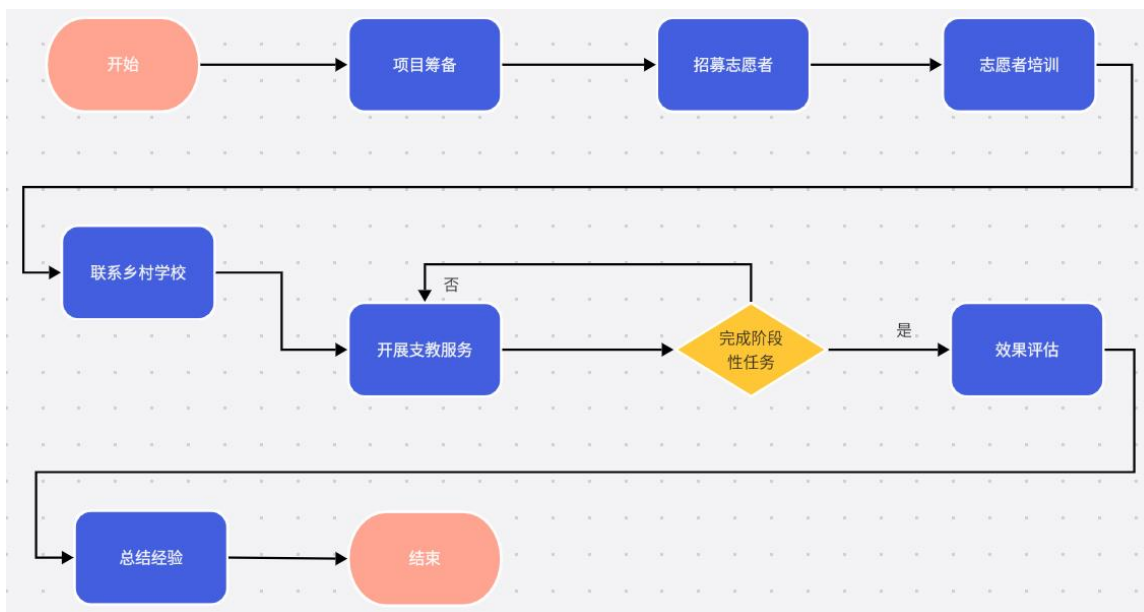 开始
项目筹备
招募志愿者
志愿者培训
联系乡村学校
否
开展支教服务
完成阶段
性任务
是
效果评估
总结经验
结束